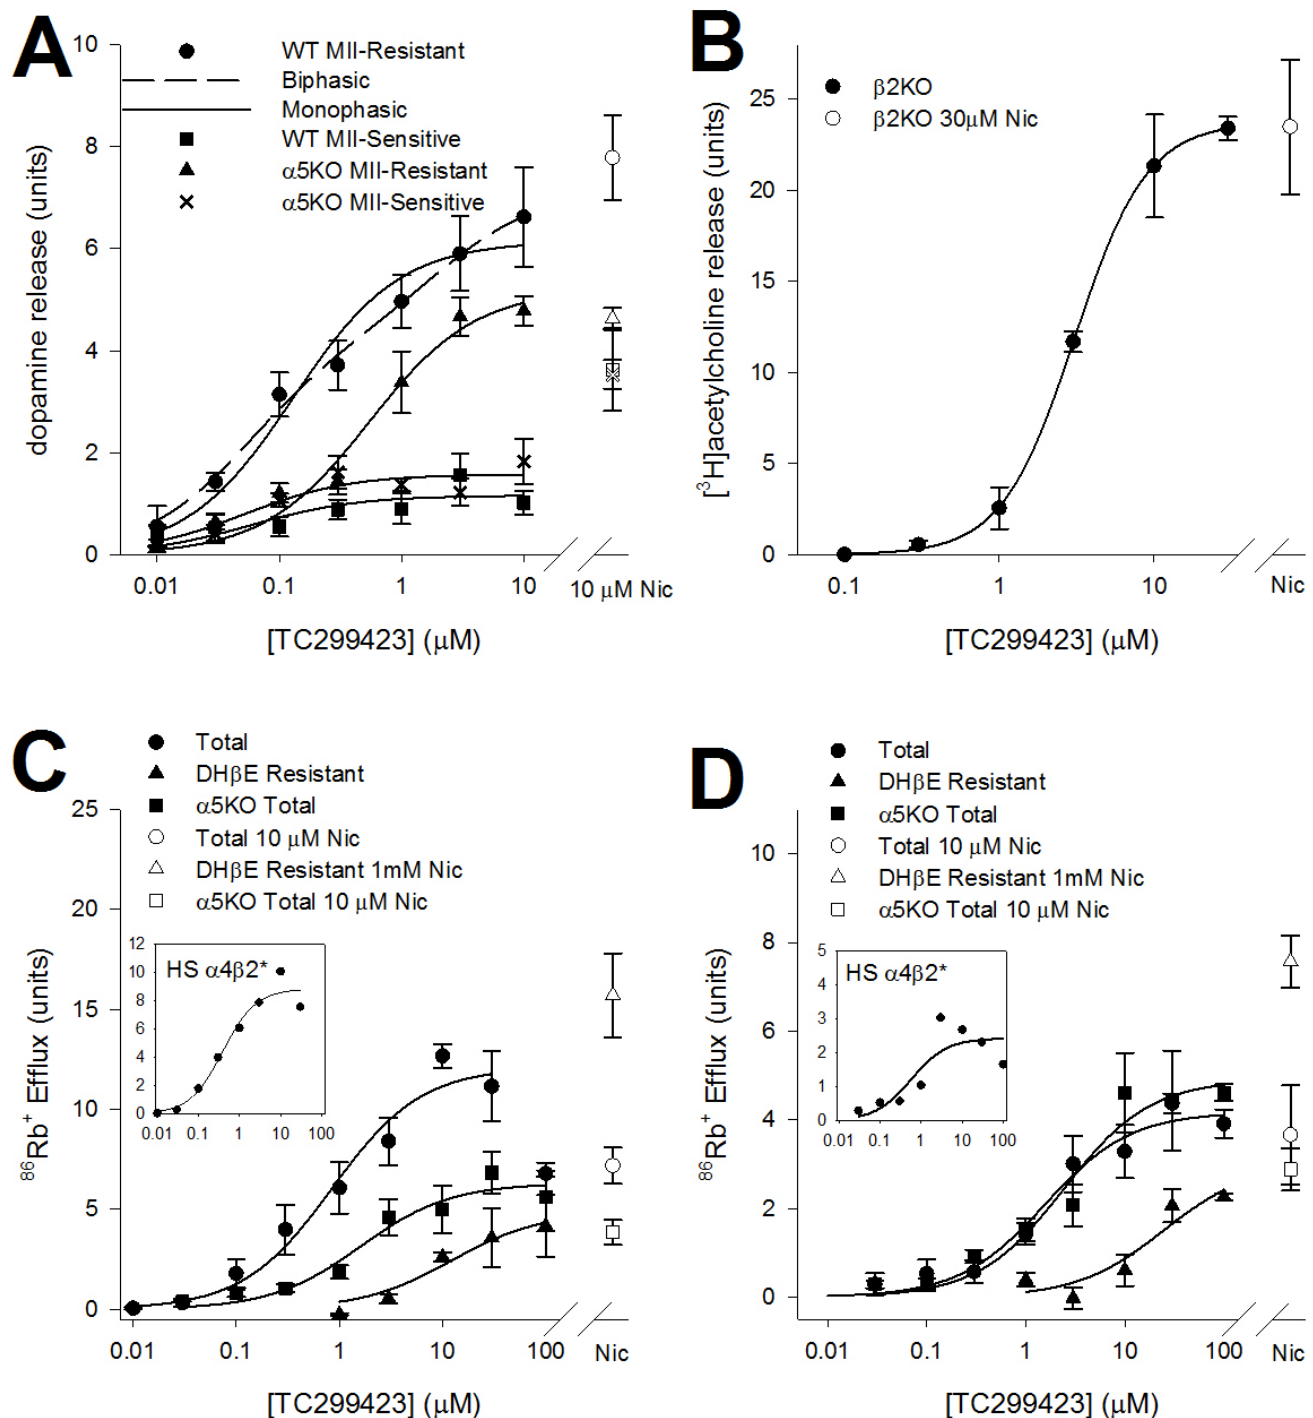 A
10
8
6
4
2
0
dopamine release (units)
WT MII-Resistant
Biphasic
Monophasic
WT MII-Sensitive
α5KO MII-Resistant
α5KO MII-Sensitive
0.01
0.1
1
10
10 μM Nic
[TC299423] (μM)
B
25
20
15
10
5
0
[³H]acetylcholine release (units)
β2KO
β2KO 30μM Nic
0.1
1
10
Nic
[TC299423] (μM)
C
Total
DHβE Resistant
α5KO Total
Total 10 μM Nic
DHβE Resistant 1mM Nic
α5KO Total 10 μM Nic
25
20
15
10
5
0
⁸⁶Rb⁺ Efflux (units)
HS α4β2*
12
10
8
6
4
2
0
0.01 0.1 1 10 100
0.01
0.1
1
10
100
Nic
[TC299423] (μM)
D
Total
DHβE Resistant
α5KO Total
Total 10 μM Nic
DHβE Resistant 1mM Nic
α5KO Total 10 μM Nic
10
8
6
4
2
0
⁸⁶Rb⁺ Efflux (units)
HS α4β2*
5
4
3
2
1
0
0.01 0.1 1 10 100
0.01
0.1
1
10
100
Nic
[TC299423] (μM)